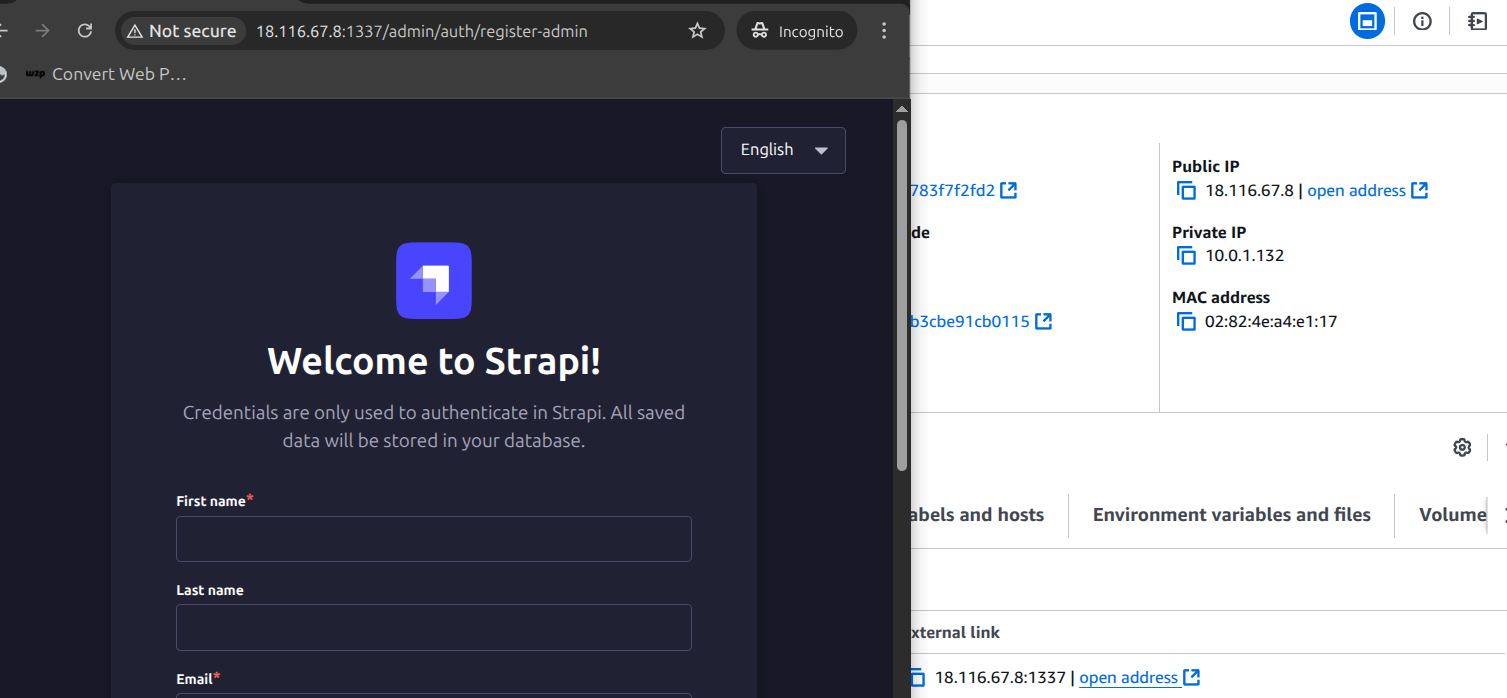 Not secure
18.116.67.8:1337/admin/auth/register-admin
Incognito
wzp Convert Web P…
English
Welcome to Strapi!
Credentials are only used to authenticate in Strapi. All saved
data will be stored in your database.
First name*
Last name
Email*
783f7f2fd2
de
b3cbe91cb0115
Public IP
18.116.67.8 | open address
Private IP
10.0.1.132
MAC address
02:82:4e:a4:e1:17
abels and hosts
Environment variables and files
Volume
xternal link
18.116.67.8:1337 | open address